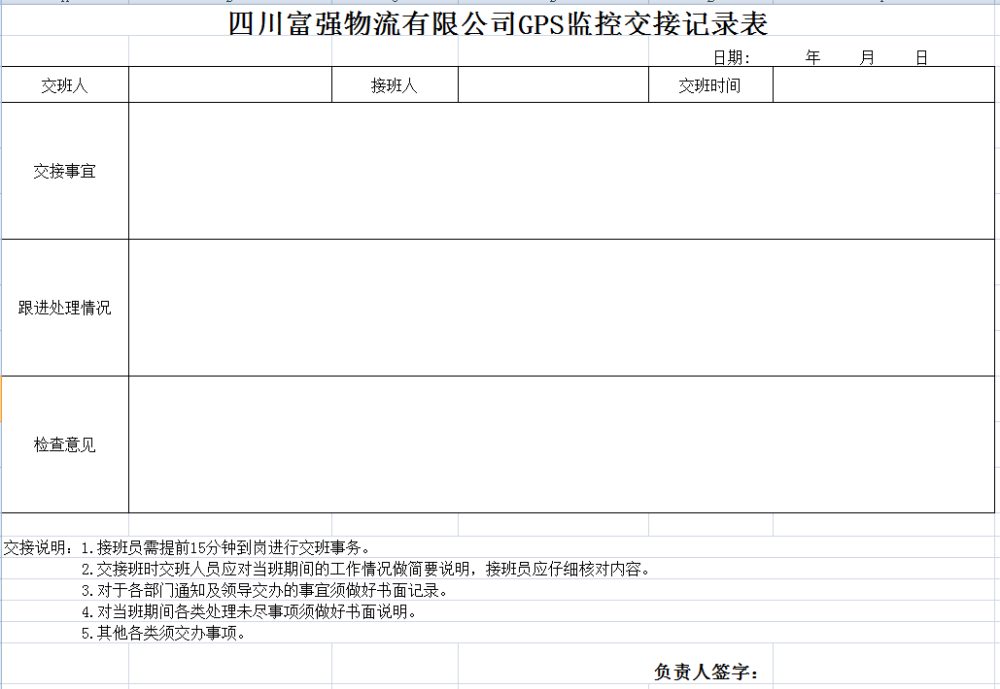 四川富强物流有限公司GPS监控交接记录表
日期: 年 月 日
交班人 接班人 交班时间
交接事宜
跟进处理情况
检查意见
交接说明: 1.接班员需提前15分钟到岗进行交班事务。
2.交接班时交班人员应对当班期间的工作情况做简要说明，接班员应仔细核对内容。
3.对于各部门通知及领导交办的事宜须做好书面记录。
4.对当班期间各类处理未尽事项须做好书面说明。
5.其他各类须交办事项。
负责人签字: